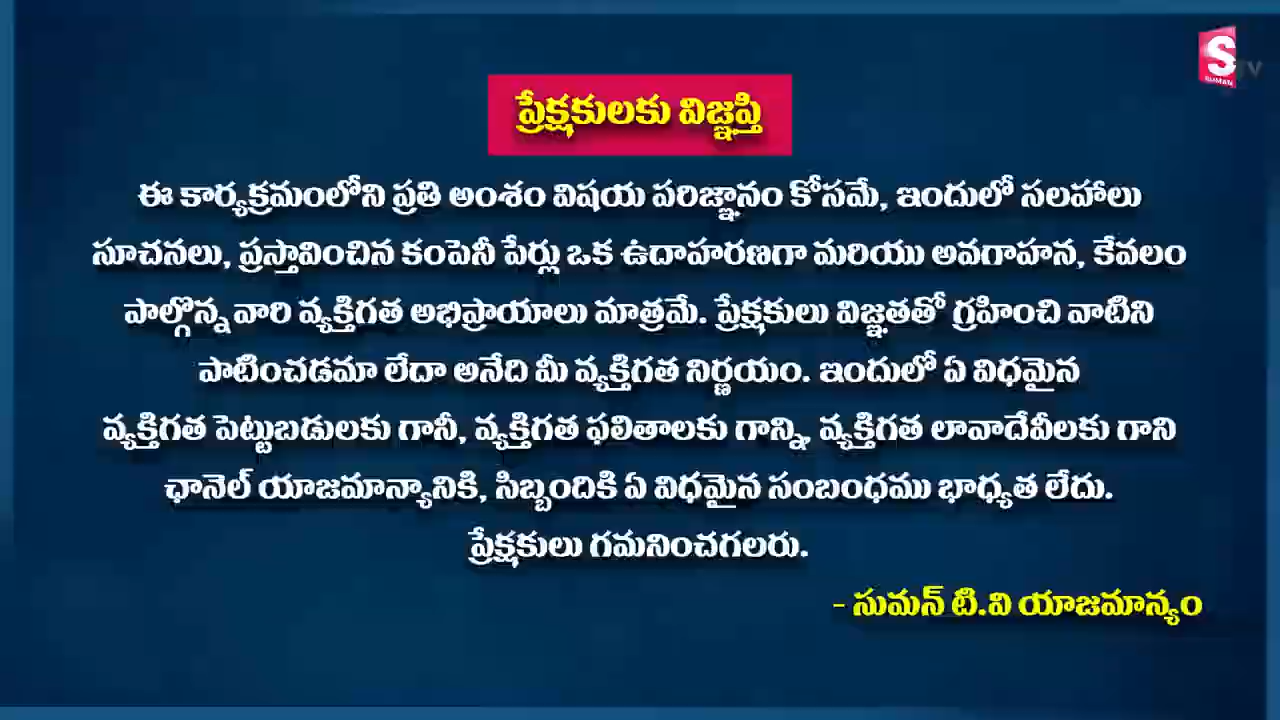 S
SUMAN
TV
ప్రేక్షకులకు విజ్ఞప్తి
ఈ కార్యక్రమంలోని ప్రతి అంశం విషయ పరిజ్ఞానం కోసమే, ఇందులో సలహాలు
సూచనలు, ప్రస్తావించిన కంపెనీ పేర్లు ఒక ఉదాహరణగా మరియు అవగాహన, కేవలం
పాల్గొన్న వారి వ్యక్తిగత అభిప్రాయాలు మాత్రమే. ప్రేక్షకులు విజ్ఞతతో గ్రహించి వాటిని
పాటించడమా లేదా అనేది మీ వ్యక్తిగత నిర్ణయం. ఇందులో ఏ విధమైన
వ్యక్తిగత పెట్టుబడులకు గానీ, వ్యక్తిగత ఫలితాలకు గాన్ని, వ్యక్తిగత లావాదేవీలకు గాని
ఛానెల్ యాజమాన్యానికి, సిబ్బందికి ఏ విధమైన సంబంధము భాధ్యత లేదు.
ప్రేక్షకులు గమనించగలరు.
- సుమన్ టి.వి యాజమాన్యం